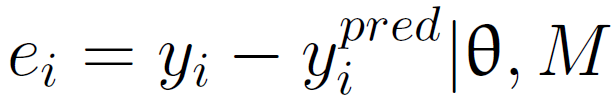 e_i = y_i − y_i^{pred}|θ, M